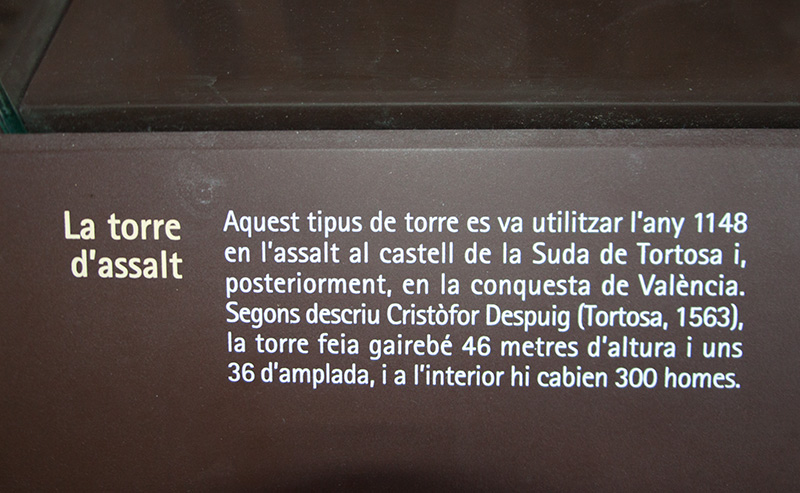 La torre
d'assalt
Aquest tipus de torre es va utilitzar l'any 1148
en l'assalt al castell de la Suda de Tortosa i,
posteriorment, en la conquesta de València.
Segons descriu Cristòfor Despuig (Tortosa, 1563),
la torre feia gairebé 46 metres d'altura i uns
36 d'amplada, i a l'interior hi cabien 300 homes.